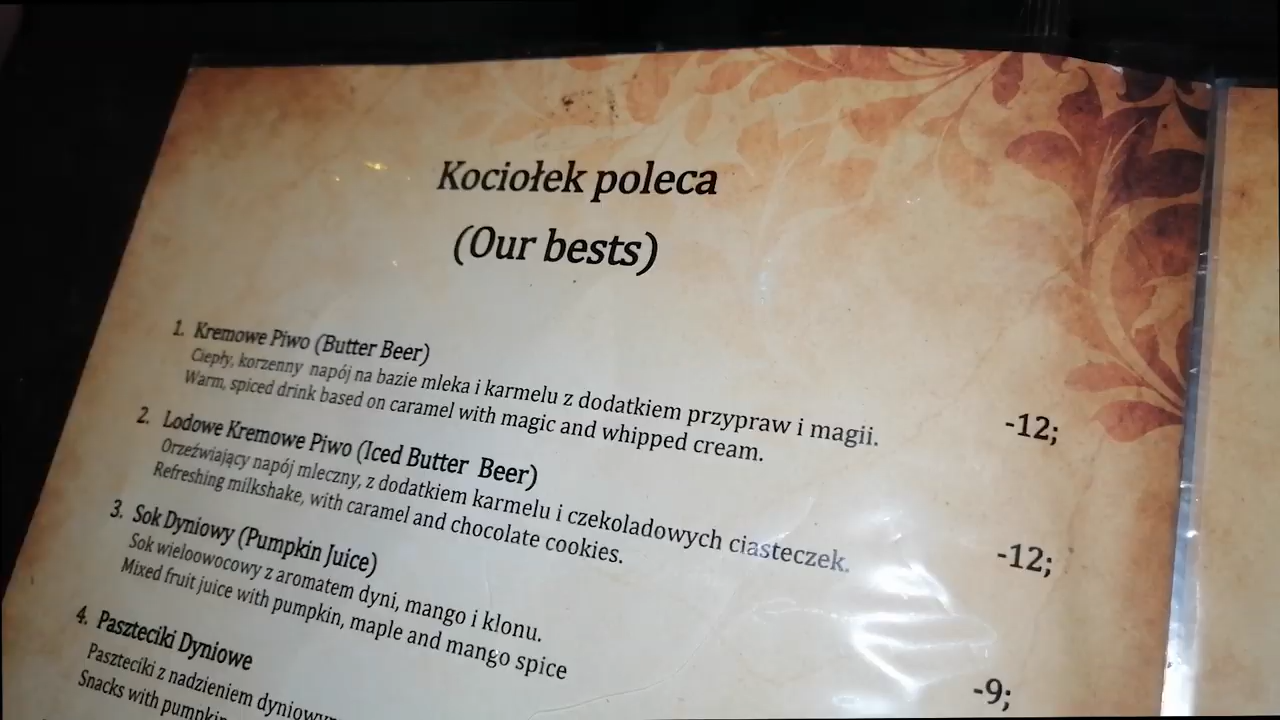 Kociołek poleca
(Our bests)
1. Kremowe Piwo (Butter Beer)
Ciepły, korzenny napój na bazie mleka i karmelu z dodatkiem przypraw i magii.
Warm, spiced drink based on caramel with magic and whipped cream.
-12;
2. Lodowe Kremowe Piwo (Iced Butter Beer)
Orzeźwiający napój mleczny, z dodatkiem karmelu i czekoladowych ciasteczek.
Refreshing milkshake, with caramel and chocolate cookies.
-12;
3. Sok Dyniowy (Pumpkin Juice)
Sok wieloowocowy z aromatem dyni, mango i klonu.
Mixed fruit juice with pumpkin, maple and mango spice
-9;
4. Paszteciki Dyniowe
Paszteciki z nadzieniem
Snacks with